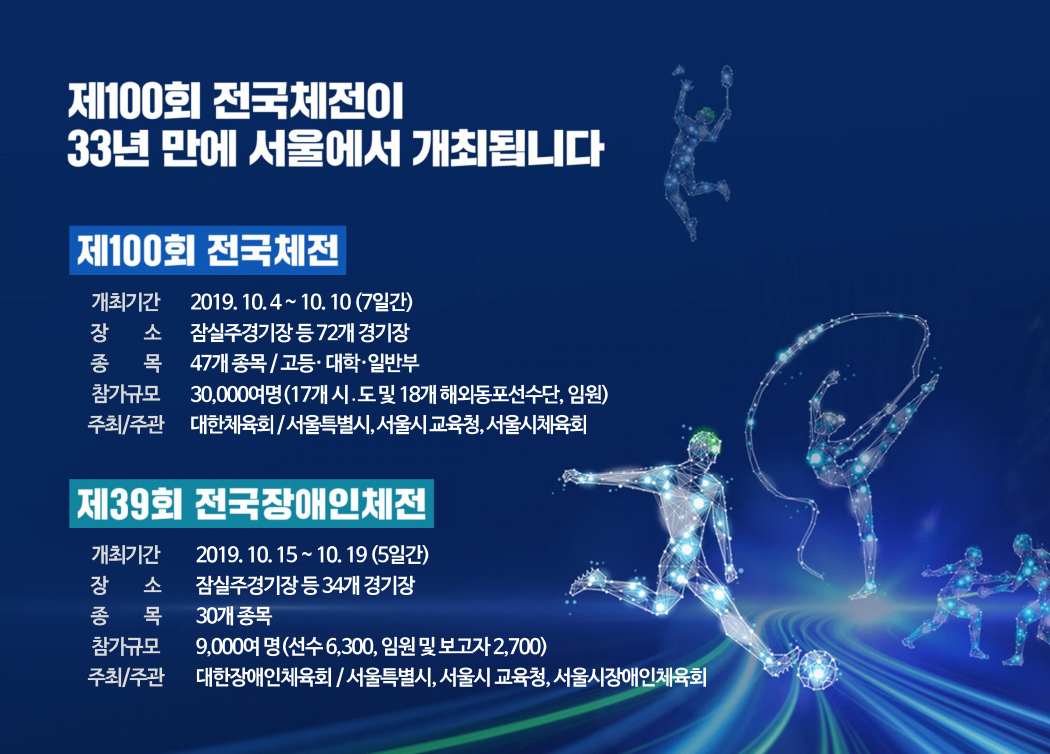 제100회 전국체전이
33년 만에 서울에서 개최됩니다
제100회 전국체전
개최기간 2019. 10. 4 ~ 10. 10 (7일간)
장 소 잠실주경기장 등 72개 경기장
종 목 47개 종목 / 고등· 대학·일반부
참가규모 30,000여명 (17개 시 . 도 및 18개 해외동포선수단, 임원)
주최/주관 대한체육회 / 서울특별시, 서울시 교육청, 서울시체육회
제39회 전국장애인체전
개최기간 2019. 10. 15 ~ 10. 19 (5일간)
장 소 잠실주경기장 등 34개 경기장
종 목 30개 종목
참가규모 9,000여 명 (선수 6,300, 임원 및 보고자 2,700)
주최/주관 대한장애인체육회 / 서울특별시, 서울시 교육청, 서울시장애인체육회